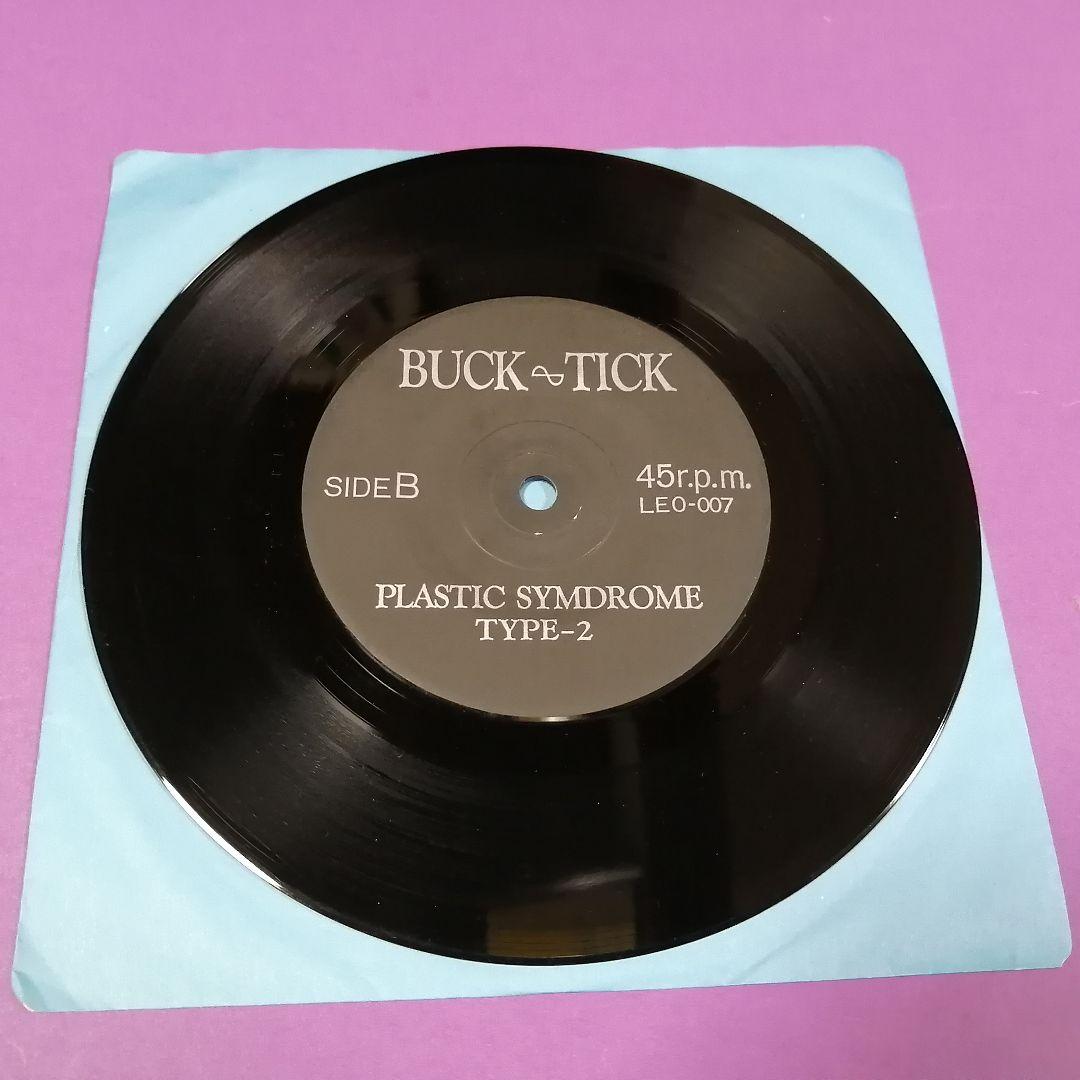 BUCK~TICK
SIDE B
45r.p.m.
LEO-007
PLASTIC SYMDROME
TYPE-2